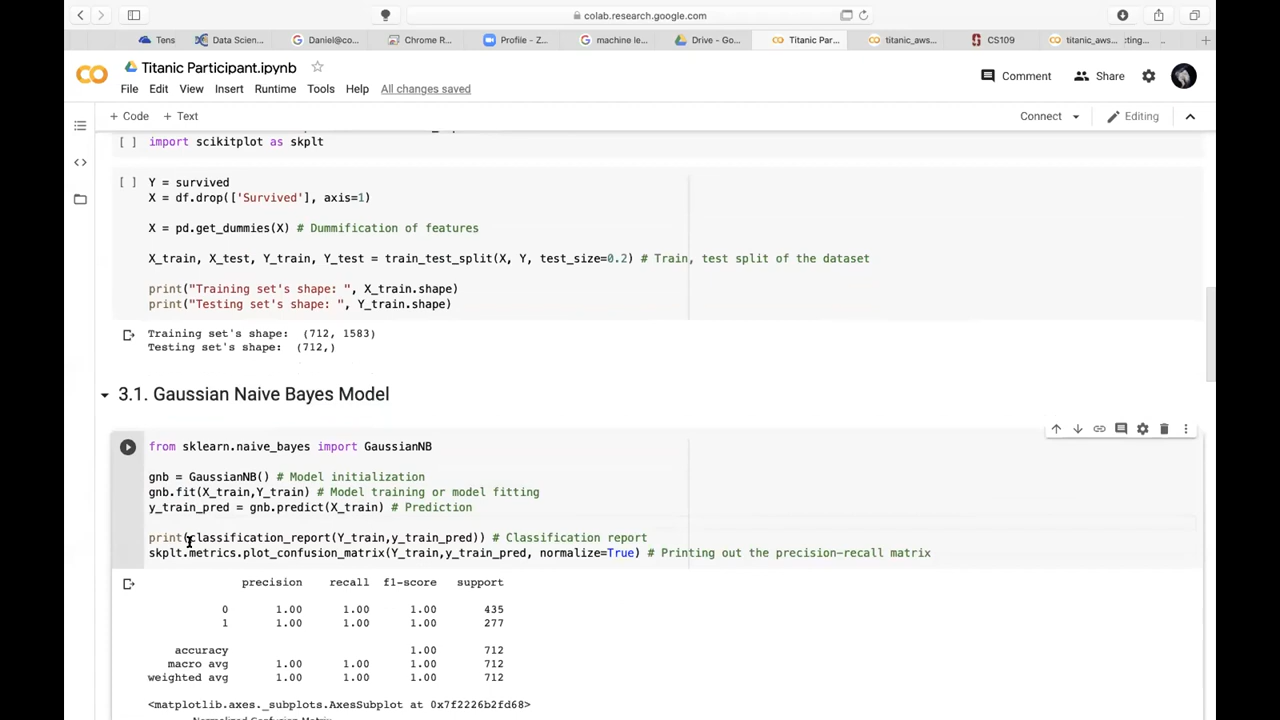 colab.research.google.com
Tens
Data Scien...
Daniel@co...
Chrome R...
Profile - Z...
machine le...
Drive - Go...
Titanic Par...
titanic_aws...
CS109
titanic_aws... :ting...
Titanic Participant.ipynb
Comment
Share
File Edit View Insert Runtime Tools Help All changes saved
+ Code + Text
Connect
Editing
[ ] import scikitplot as skplt
[ ] Y = survived
X = df.drop(['Survived'], axis=1)
X = pd.get_dummies(X) # Dummification of features
X_train, X_test, Y_train, Y_test = train_test_split(X, Y, test_size=0.2) # Train, test split of the dataset
print("Training set's shape: ", X_train.shape)
print("Testing set's shape: ", Y_train.shape)
Training set's shape:  (712, 1583)
Testing set's shape:  (712,)
3.1. Gaussian Naive Bayes Model
from sklearn.naive_bayes import GaussianNB
gnb = GaussianNB() # Model initialization
gnb.fit(X_train,Y_train) # Model training or model fitting
y_train_pred = gnb.predict(X_train) # Prediction
print(classification_report(Y_train,y_train_pred)) # Classification report
skplt.metrics.plot_confusion_matrix(Y_train,y_train_pred, normalize=True) # Printing out the precision-recall matrix
precision recall f1-score support
0 1.00 1.00 1.00 435
1 1.00 1.00 1.00 277
accuracy 1.00 712
macro avg 1.00 1.00 1.00 712
weighted avg 1.00 1.00 1.00 712
<matplotlib.axes._subplots.AxesSubplot at 0x7f2226b2fd68>
Normalized Confusion Matrix